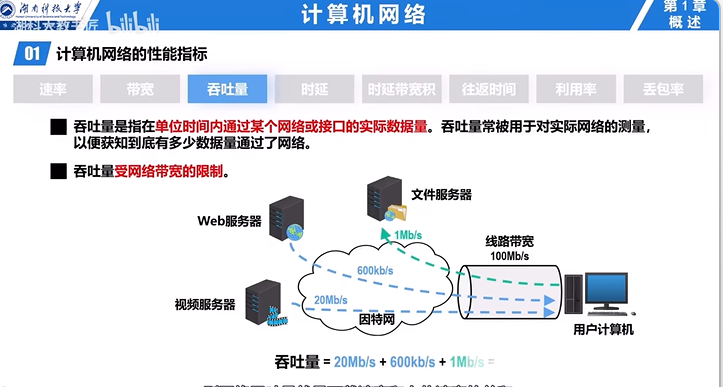 湖南科技大学
bilibili
计算机网络
第1章
概述
01 计算机网络的性能指标
速率 带宽 吞吐量 时延 时延带宽积 往返时间 利用率 丢包率
吞吐量是指在单位时间内通过某个网络或接口的实际数据量。吞吐量常被用于对实际网络的测量,
以便获知到底有多少数据量通过了网络。
吞吐量受网络带宽的限制。
文件服务器
Web服务器
1Mb/s
线路带宽
100Mb/s
600kb/s
视频服务器
20Mb/s
因特网
用户计算机
吞吐量 = 20Mb/s + 600kb/s + 1Mb/s =